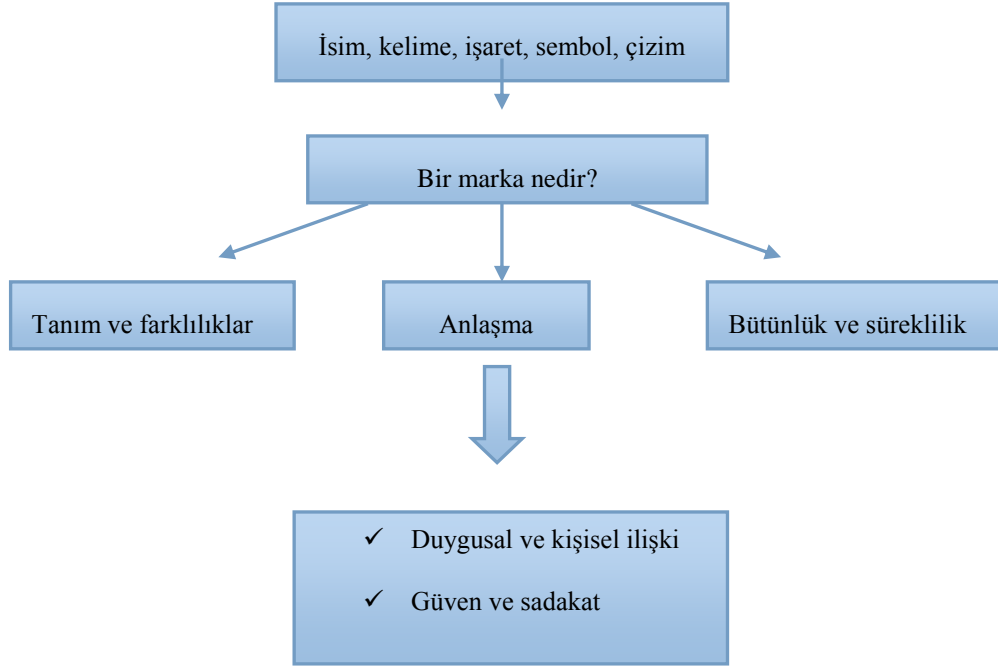 İsim, kelime, işaret, sembol, çizim
Bir marka nedir?
Tanım ve farklılıklar
Anlaşma
Bütünlük ve süreklilik
✓ Duygusal ve kişisel ilişki
✓ Güven ve sadakat